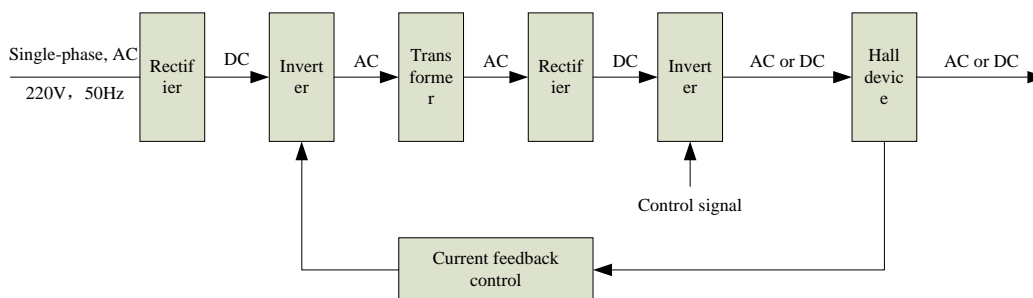 Single-phase, AC
220V，50Hz
Rectif
ier
DC
Invert
er
AC
Trans
forme
r
AC
Rectif
ier
DC
Invert
er
AC or DC
Hall
devic
e
AC or DC
Control signal
Current feedback
control